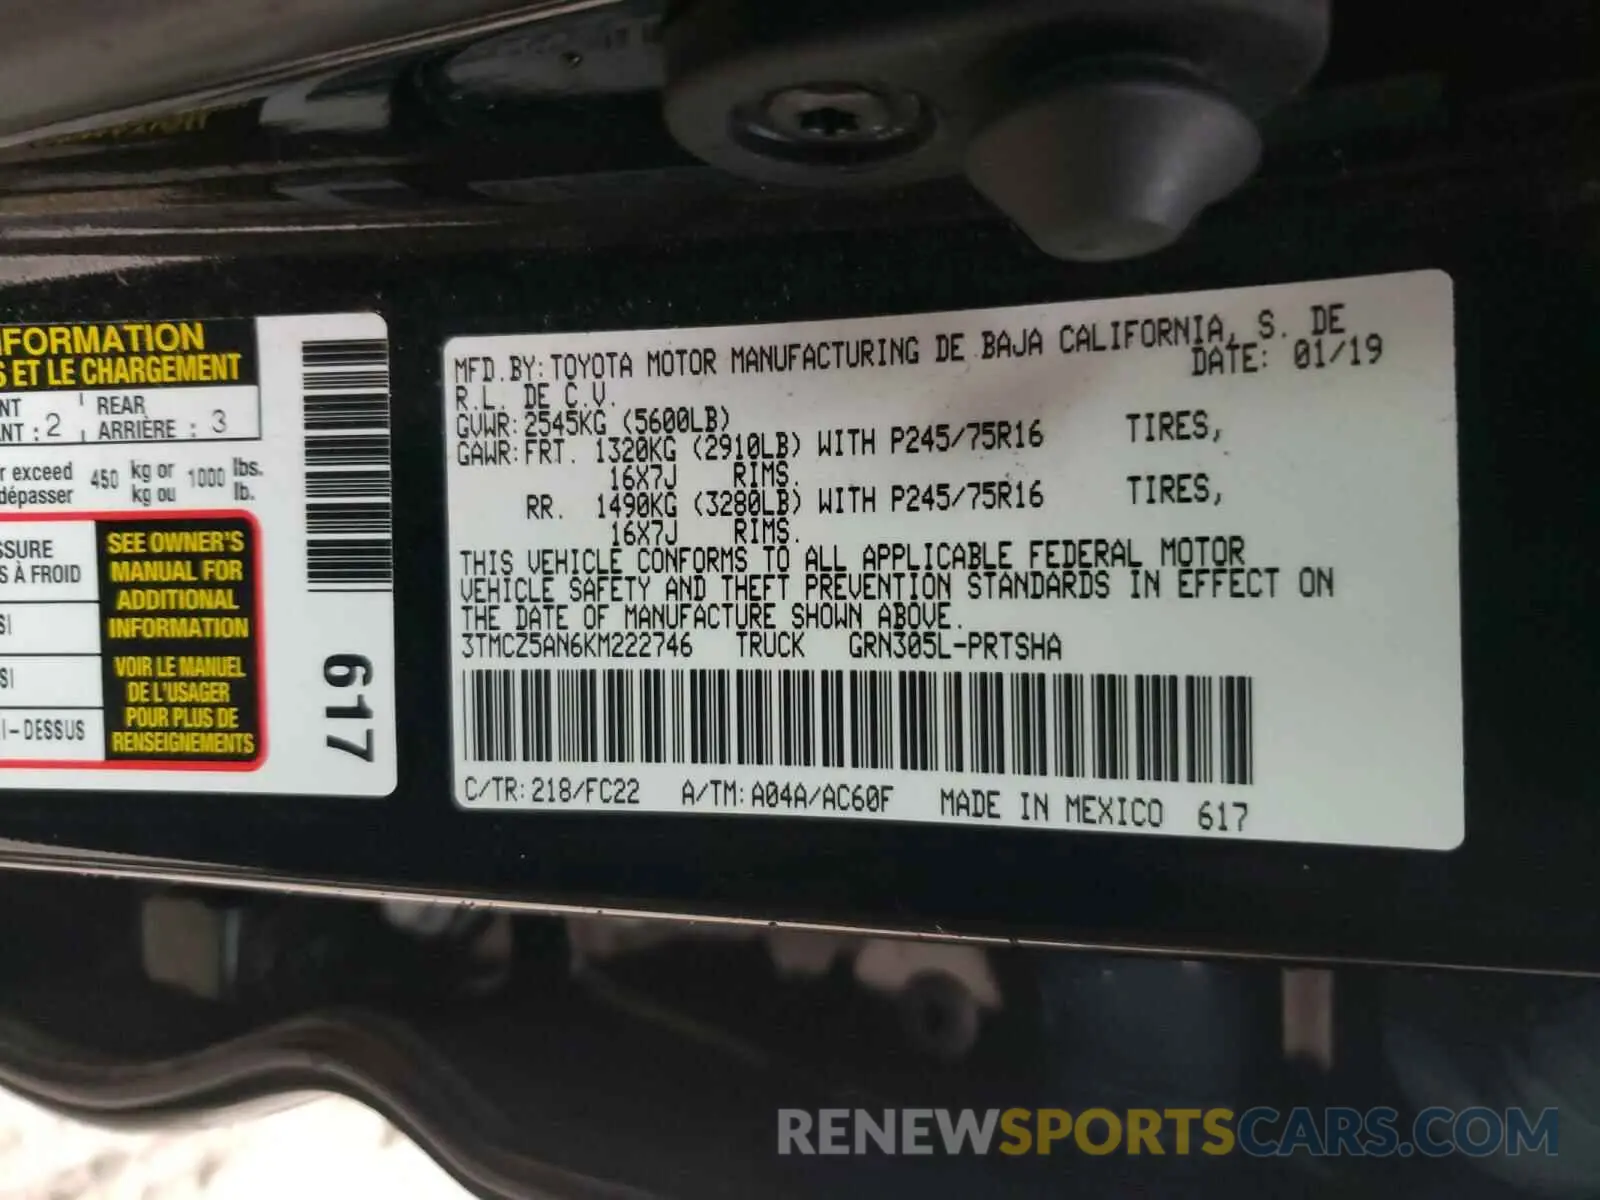 NFORMATION
S ET LE CHARGEMENT
NT
ANT : 2
REAR
ARRIÈRE : 3
r exceed
dépasser
450
kg or
kg ou
1000
lbs.
lb.
SSURE
S À FROID
SI
SI
I-DESSUS
SEE OWNER'S
MANUAL FOR
ADDITIONAL
INFORMATION
VOIR LE MANUEL
DE L'USAGER
POUR PLUS DE
RENSEIGNEMENTS
617
MFD.BY:TOYOTA MOTOR MANUFACTURING DE BAJA CALIFORNIA, S. DE
R.L. DE C.V. DATE: 01/19
GVWR:2545KG (5600LB)
GAWR:FRT. 1320KG (2910LB) WITH P245/75R16 TIRES,
16X7J RIMS.
RR. 1490KG (3280LB) WITH P245/75R16 TIRES,
16X7J RIMS.
THIS VEHICLE CONFORMS TO ALL APPLICABLE FEDERAL MOTOR
VEHICLE SAFETY AND THEFT PREVENTION STANDARDS IN EFFECT ON
THE DATE OF MANUFACTURE SHOWN ABOVE.
3TMCZ5AN6KM222746 TRUCK GRN305L-PRTSHA
C/TR:218/FC22 A/TM:A04A/AC60F MADE IN MEXICO 617
RENEWSPORTSCARS.COM